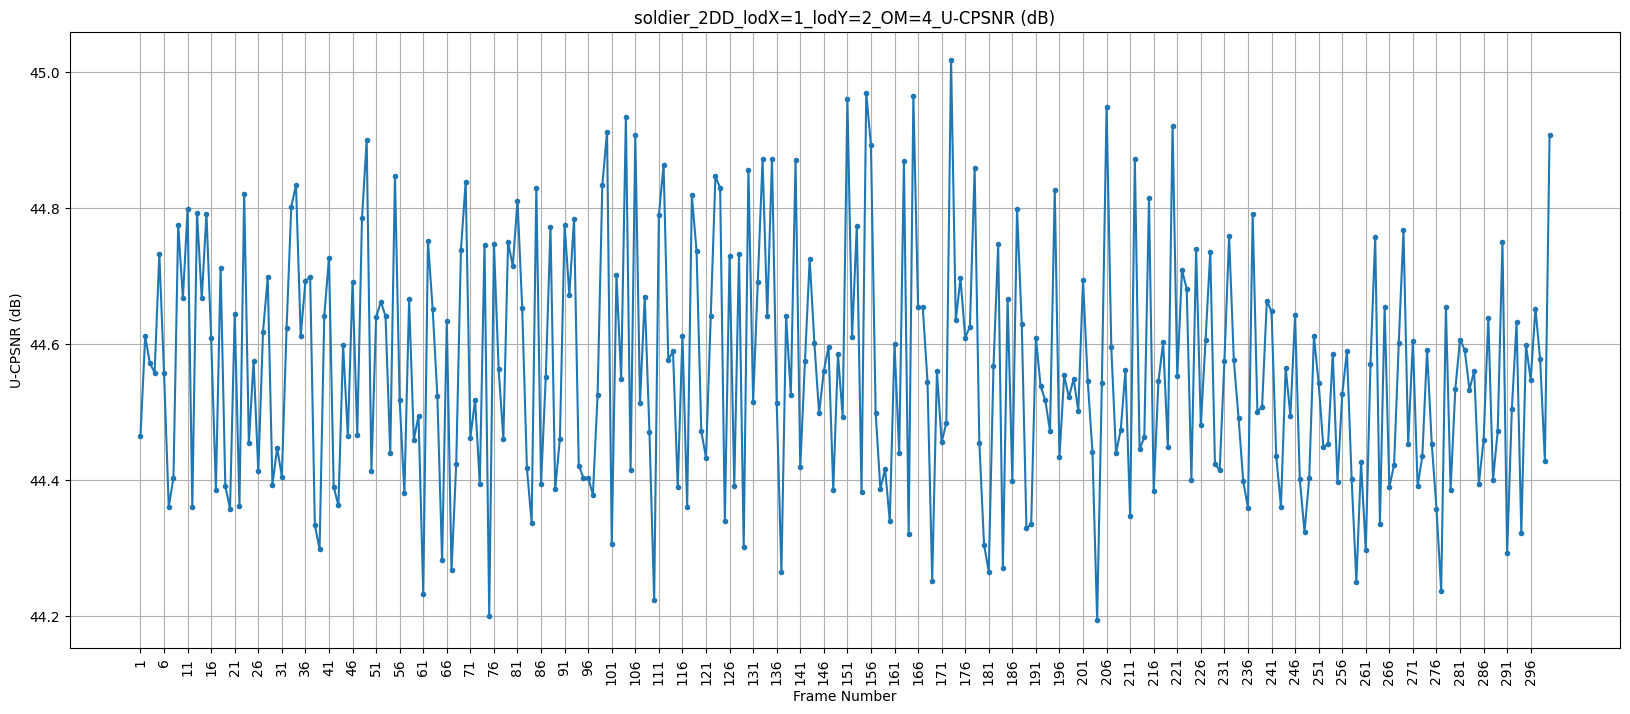 soldier_2DD_lodX=1_lodY=2_OM=4_U-CPSNR (dB)
U-CPSNR (dB)
45.0
44.8
44.6
44.4
44.2
1 6 11 16 21 26 31 36 41 46 51 56 61 66 71 76 81 86 91 96 101 106 111 116 121 126 131 136 141 146 151 156 161 166 171 176 181 186 191 196 201 206 211 216 221 226 231 236 241 246 251 256 261 266 271 276 281 286 291 296
Frame Number